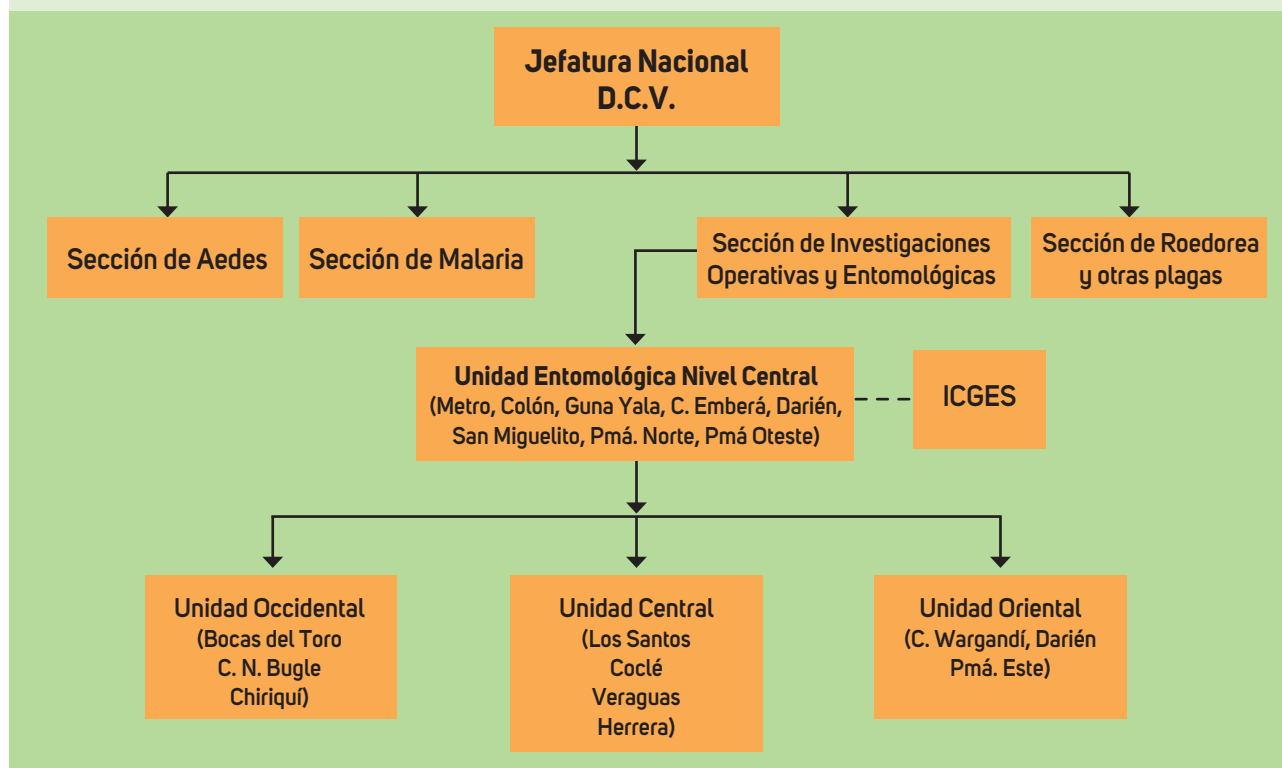 Jefatura Nacional
D.C.V.
Sección de Aedes
Sección de Malaria
Sección de Investigaciones
Operativas y Entomológicas
Sección de Roedorea
y otras plagas
Unidad Entomológica Nivel Central
(Metro, Colón, Guna Yala, C. Emberá, Darién,
San Miguelito, Pmá. Norte, Pmá Oteste)
ICGES
Unidad Occidental
(Bocas del Toro
C. N. Bugle
Chiriquí)
Unidad Central
(Los Santos
Coclé
Veraguas
Herrera)
Unidad Oriental
(C. Wargandí, Darién
Pmá. Este)